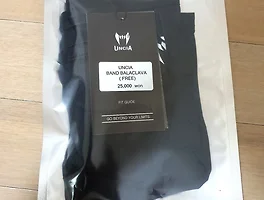 UNCIA
UNCIA
BAND BALACLAVA
( FREE)
25,000 won
FIT GUIDE
GO BEYOND YOUR LIMITS